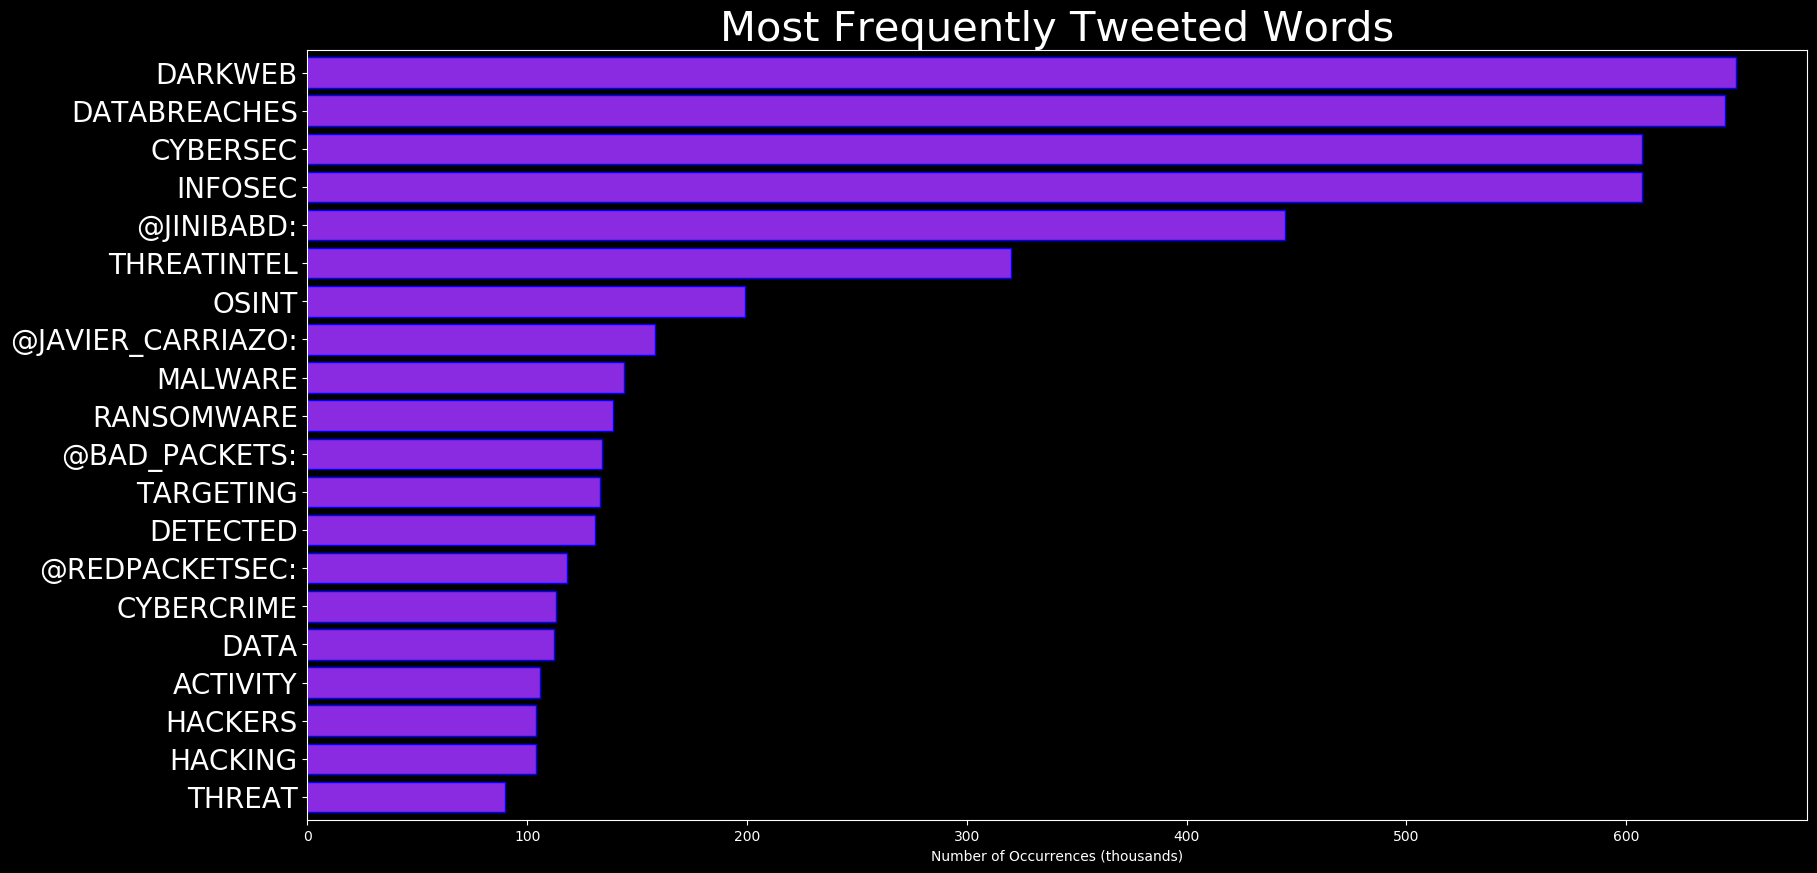 Most Frequently Tweeted Words
DARKWEB
DATABREACHES
CYBERSEC
INFOSEC
@JINIBABD:
THREATINTEL
OSINT
@JAVIER_CARRIAZO:
MALWARE
RANSOMWARE
@BAD_PACKETS:
TARGETING
DETECTED
@REDPACKETSEC:
CYBERCRIME
DATA
ACTIVITY
HACKERS
HACKING
THREAT
0 100 200 300 400 500 600
Number of Occurrences (thousands)